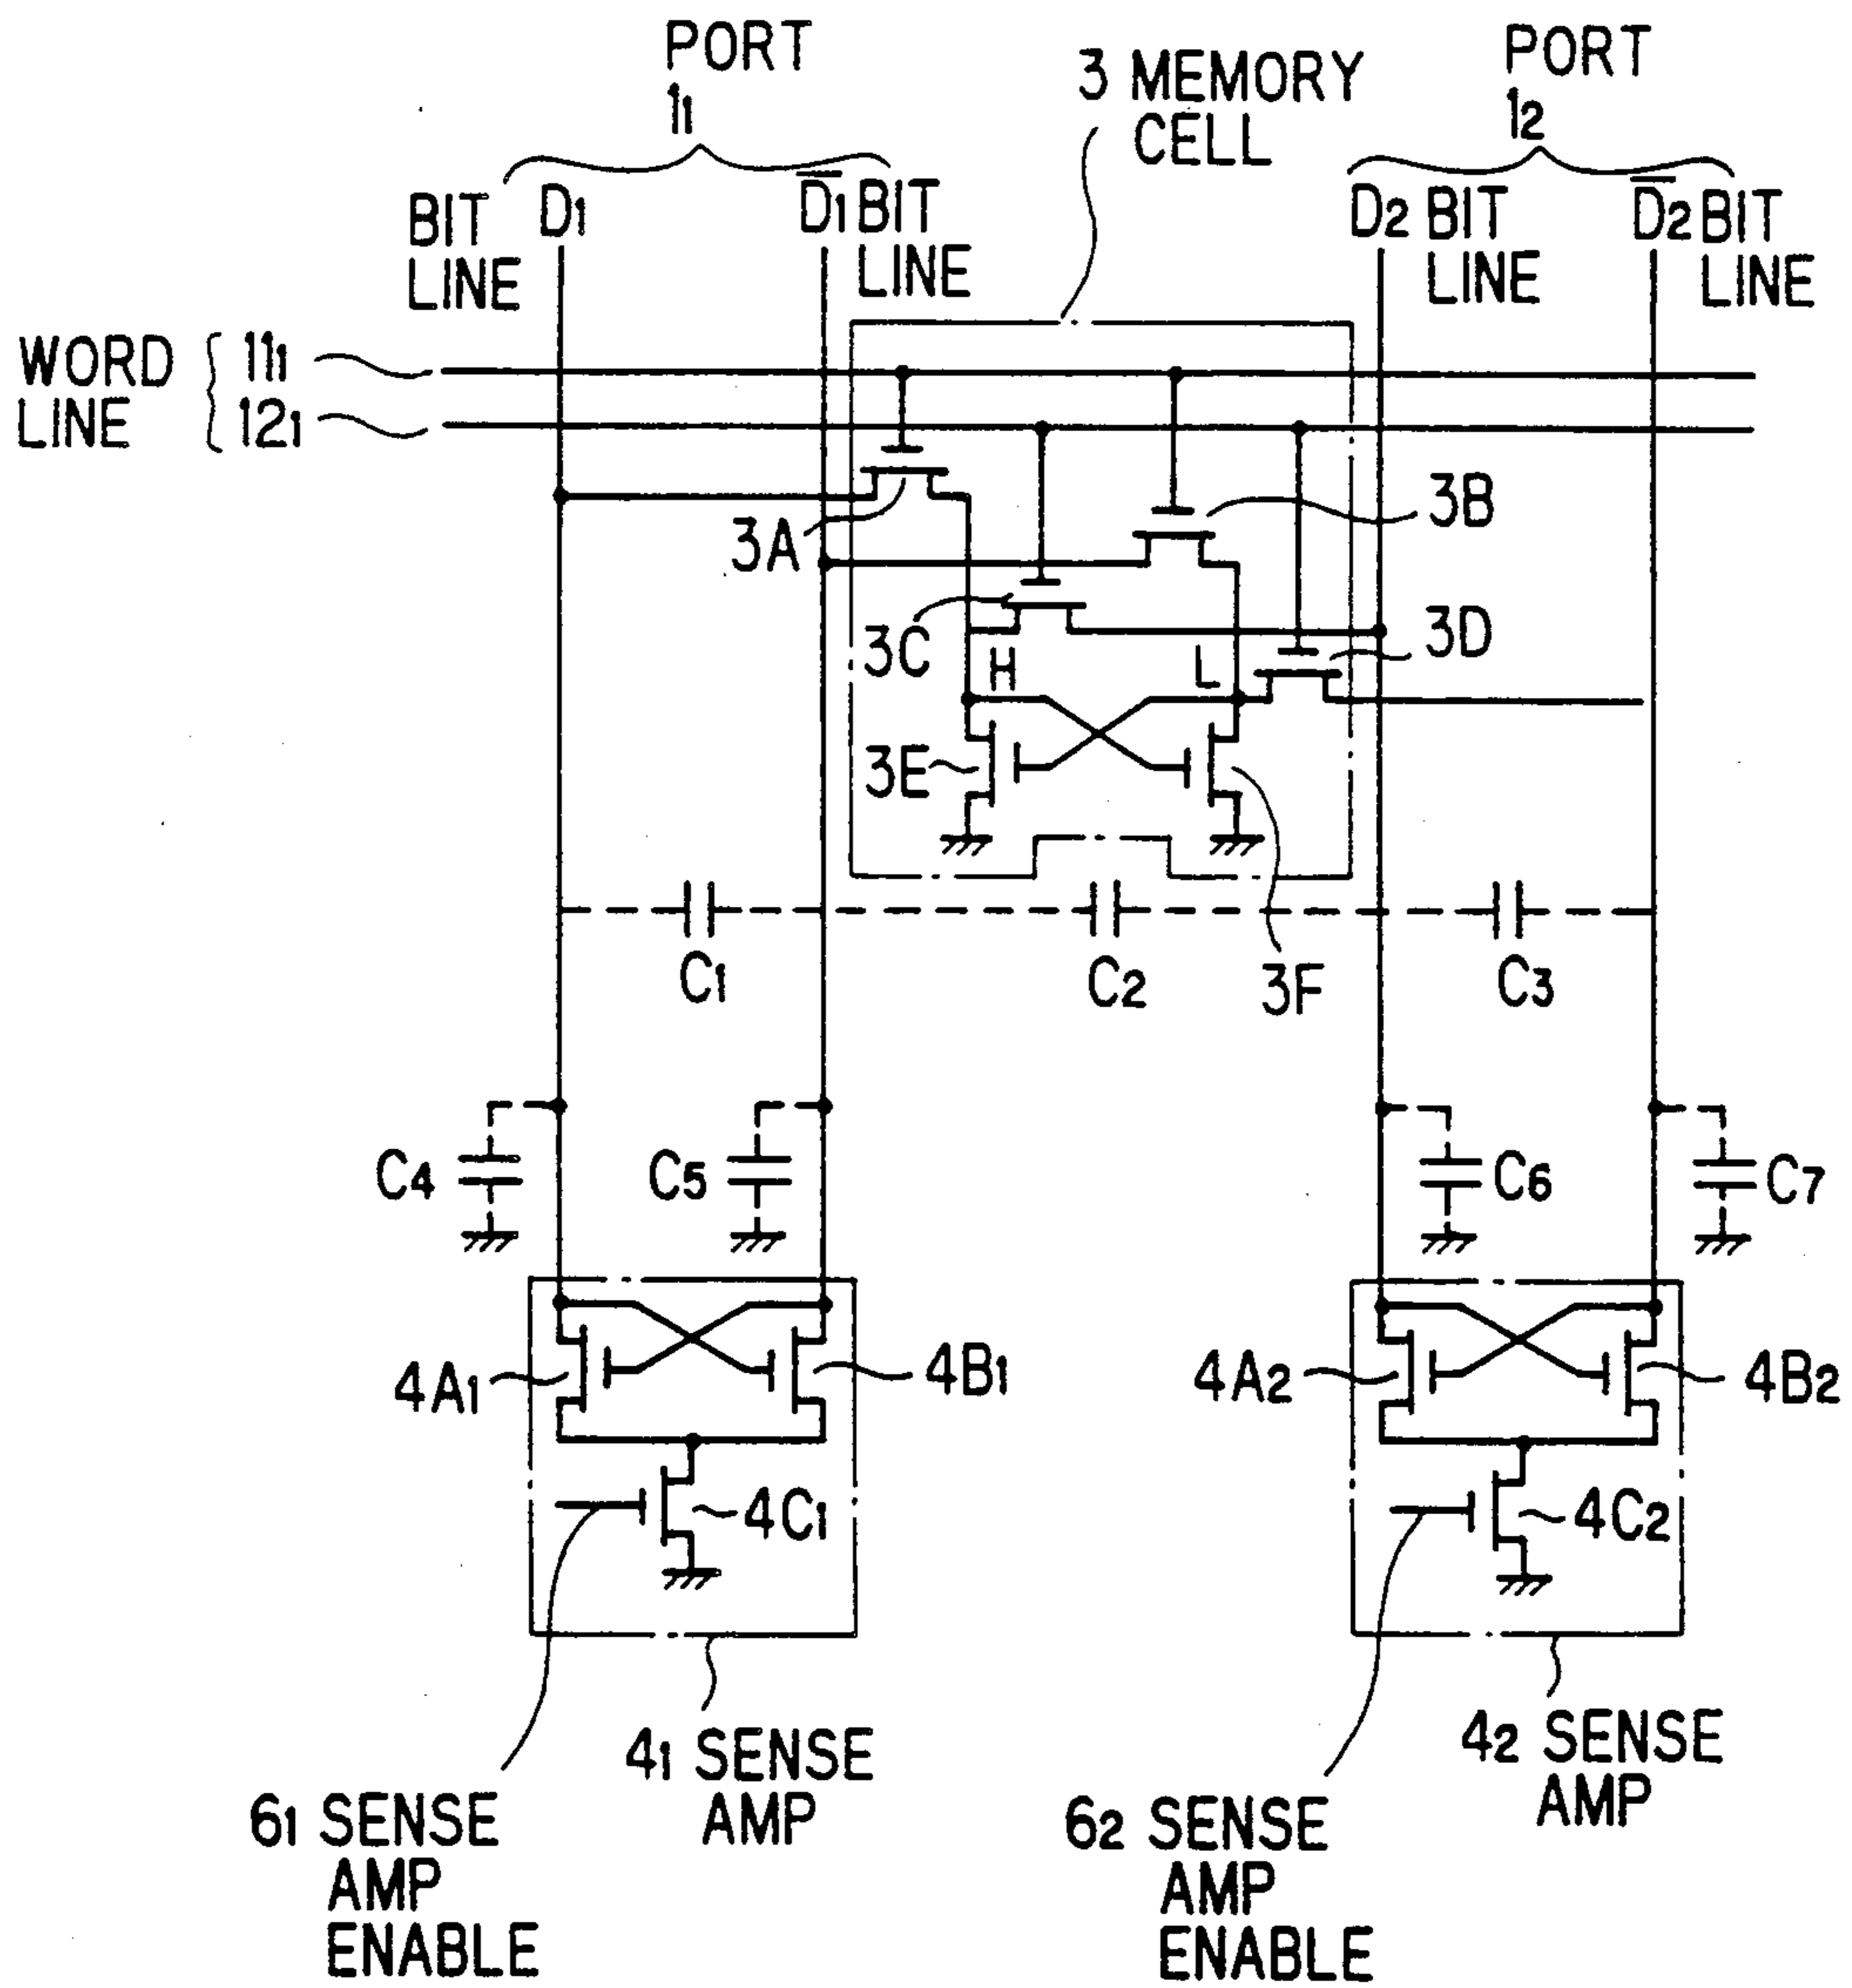 PORT
1₁
3 MEMORY
CELL
PORT
1₂
BIT
LINE
D₁
D̅₁ BIT
LINE
D₂ BIT
LINE
D̅₂ BIT
LINE
WORD
LINE
11₁
12₁
3A
3B
3C
3D
H
L
3E
3F
C₁
C₂
C₃
C₄
C₅
C₆
C₇
4A₁
4B₁
4A₂
4B₂
4C₁
4C₂
4₁ SENSE
AMP
4₂ SENSE
AMP
6₁ SENSE
AMP
ENABLE
6₂ SENSE
AMP
ENABLE